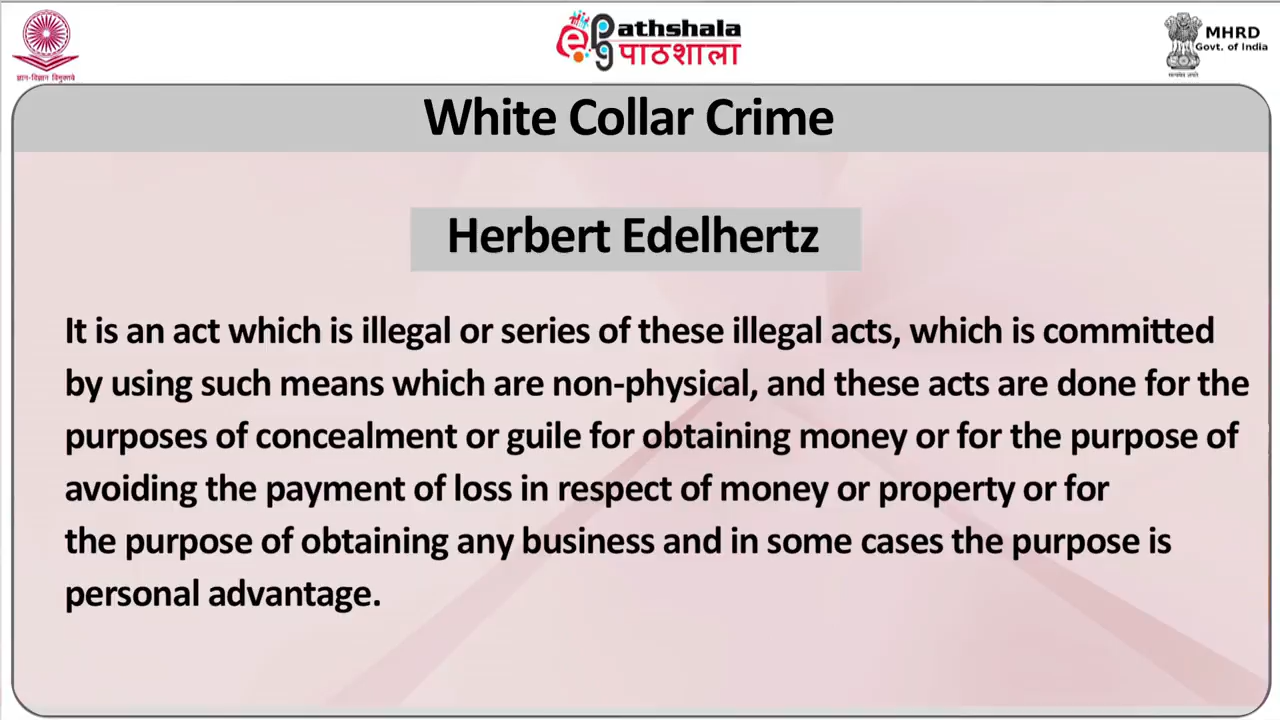 ज्ञान-विज्ञान विमुक्तये
ePathshala
पाठशाला
MHRD
Govt. of India
सत्यमेव जयते
White Collar Crime
Herbert Edelhertz
It is an act which is illegal or series of these illegal acts, which is committed
by using such means which are non-physical, and these acts are done for the
purposes of concealment or guile for obtaining money or for the purpose of
avoiding the payment of loss in respect of money or property or for
the purpose of obtaining any business and in some cases the purpose is
personal advantage.